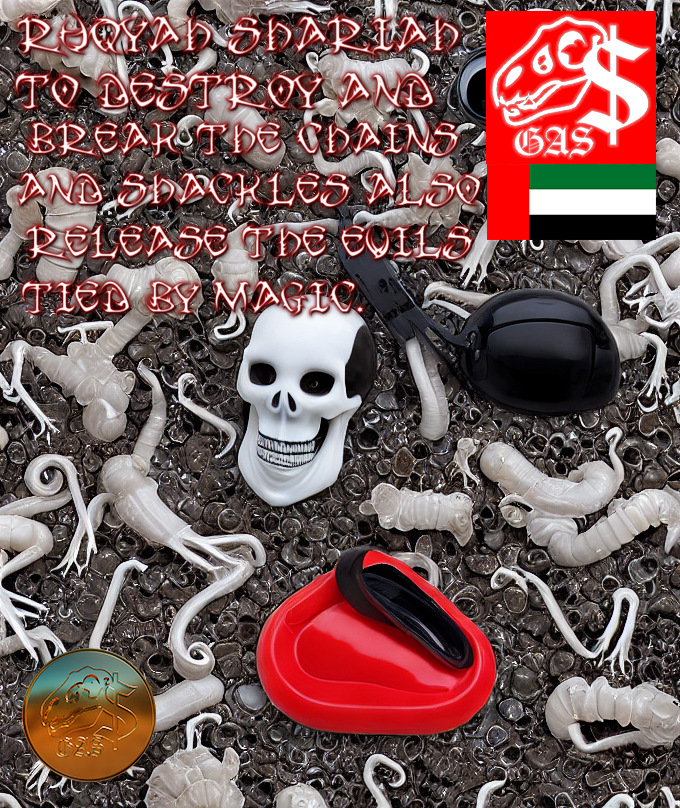 RUQYAH SHARIAH
TO DESTROY AND
BREAK THE CHAINS
AND SHACKLES ALSO
RELEASE THE EVILS
TIED BY MAGIC.
GAS
GAS